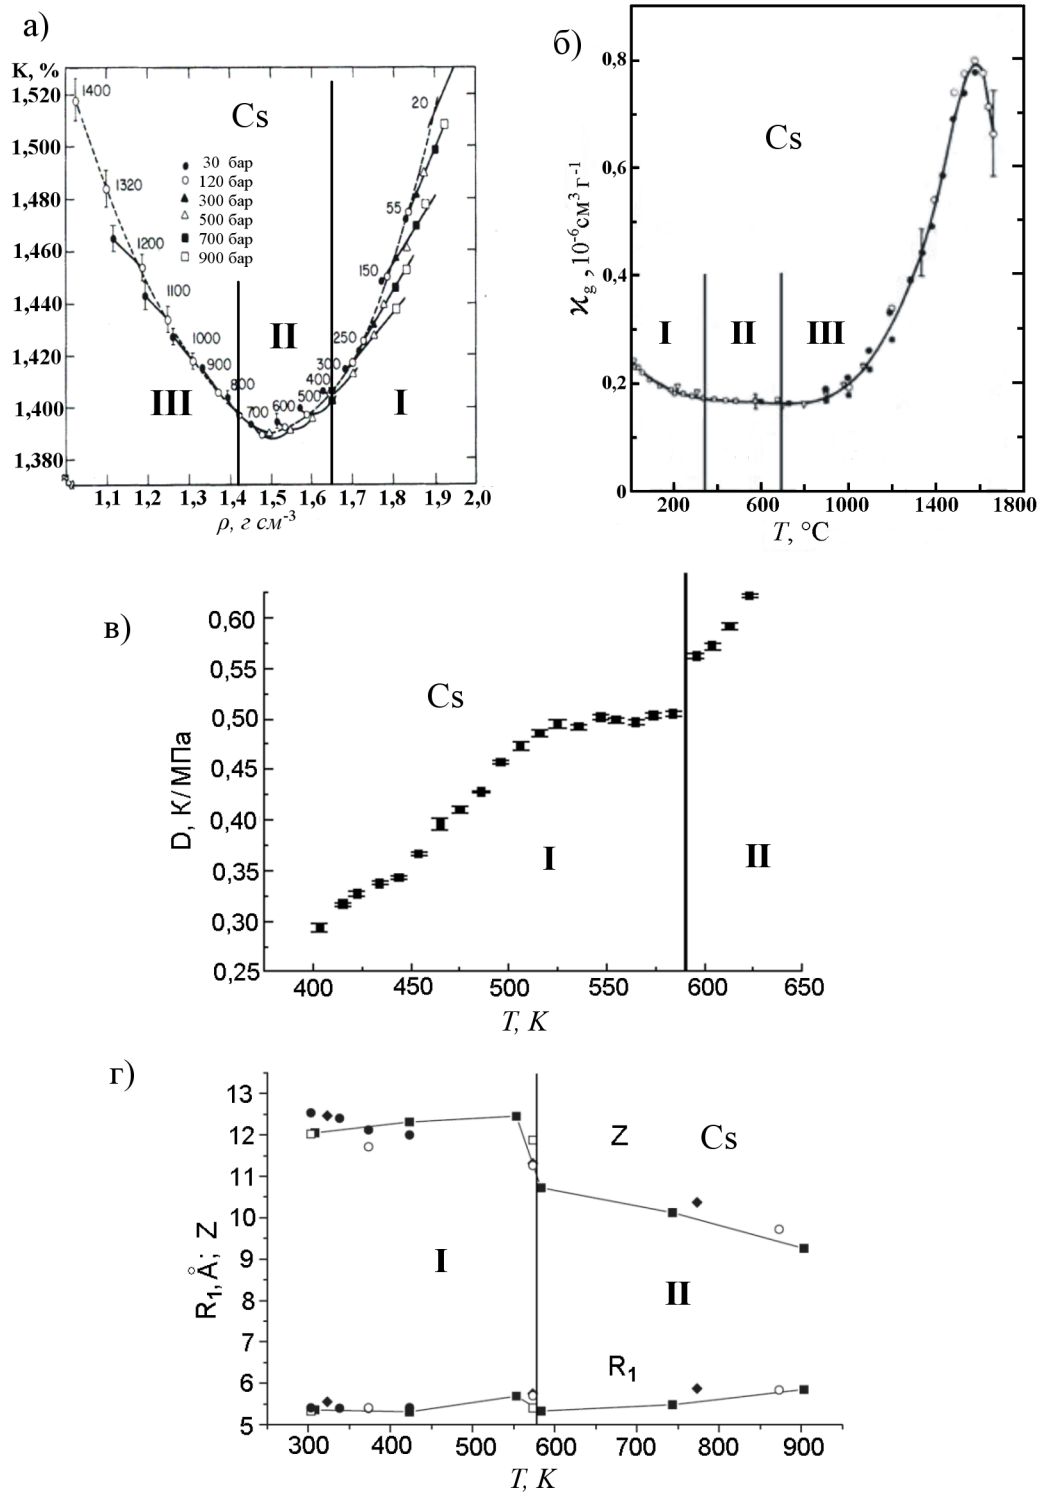 а)
K, %
1,520
1,500
1,480
1,460
1,440
1,420
1,400
1,380
Cs
30 бар
120 бар
300 бар
500 бар
700 бар
900 бар
1400
1320
1200
1100
1000
900
800
700
600
500
400
300
250
150
55
20
III
II
I
1,1 1,2 1,3 1,4 1,5 1,6 1,7 1,8 1,9 2,0
ρ, г см-3
б)
0,8
0,6
0,4
0,2
0
ϰg, 10-6см3 г-1
Cs
I
II
III
200 600 1000 1400 1800
T, °C
в)
0,60
0,55
0,50
0,45
0,40
0,35
0,30
0,25
D, К/МПа
Cs
I
II
400 450 500 550 600 650
T, K
г)
13
12
11
10
9
8
7
6
5
R1, Å; Z
Z
Cs
I
II
R1
300 400 500 600 700 800 900
T, K